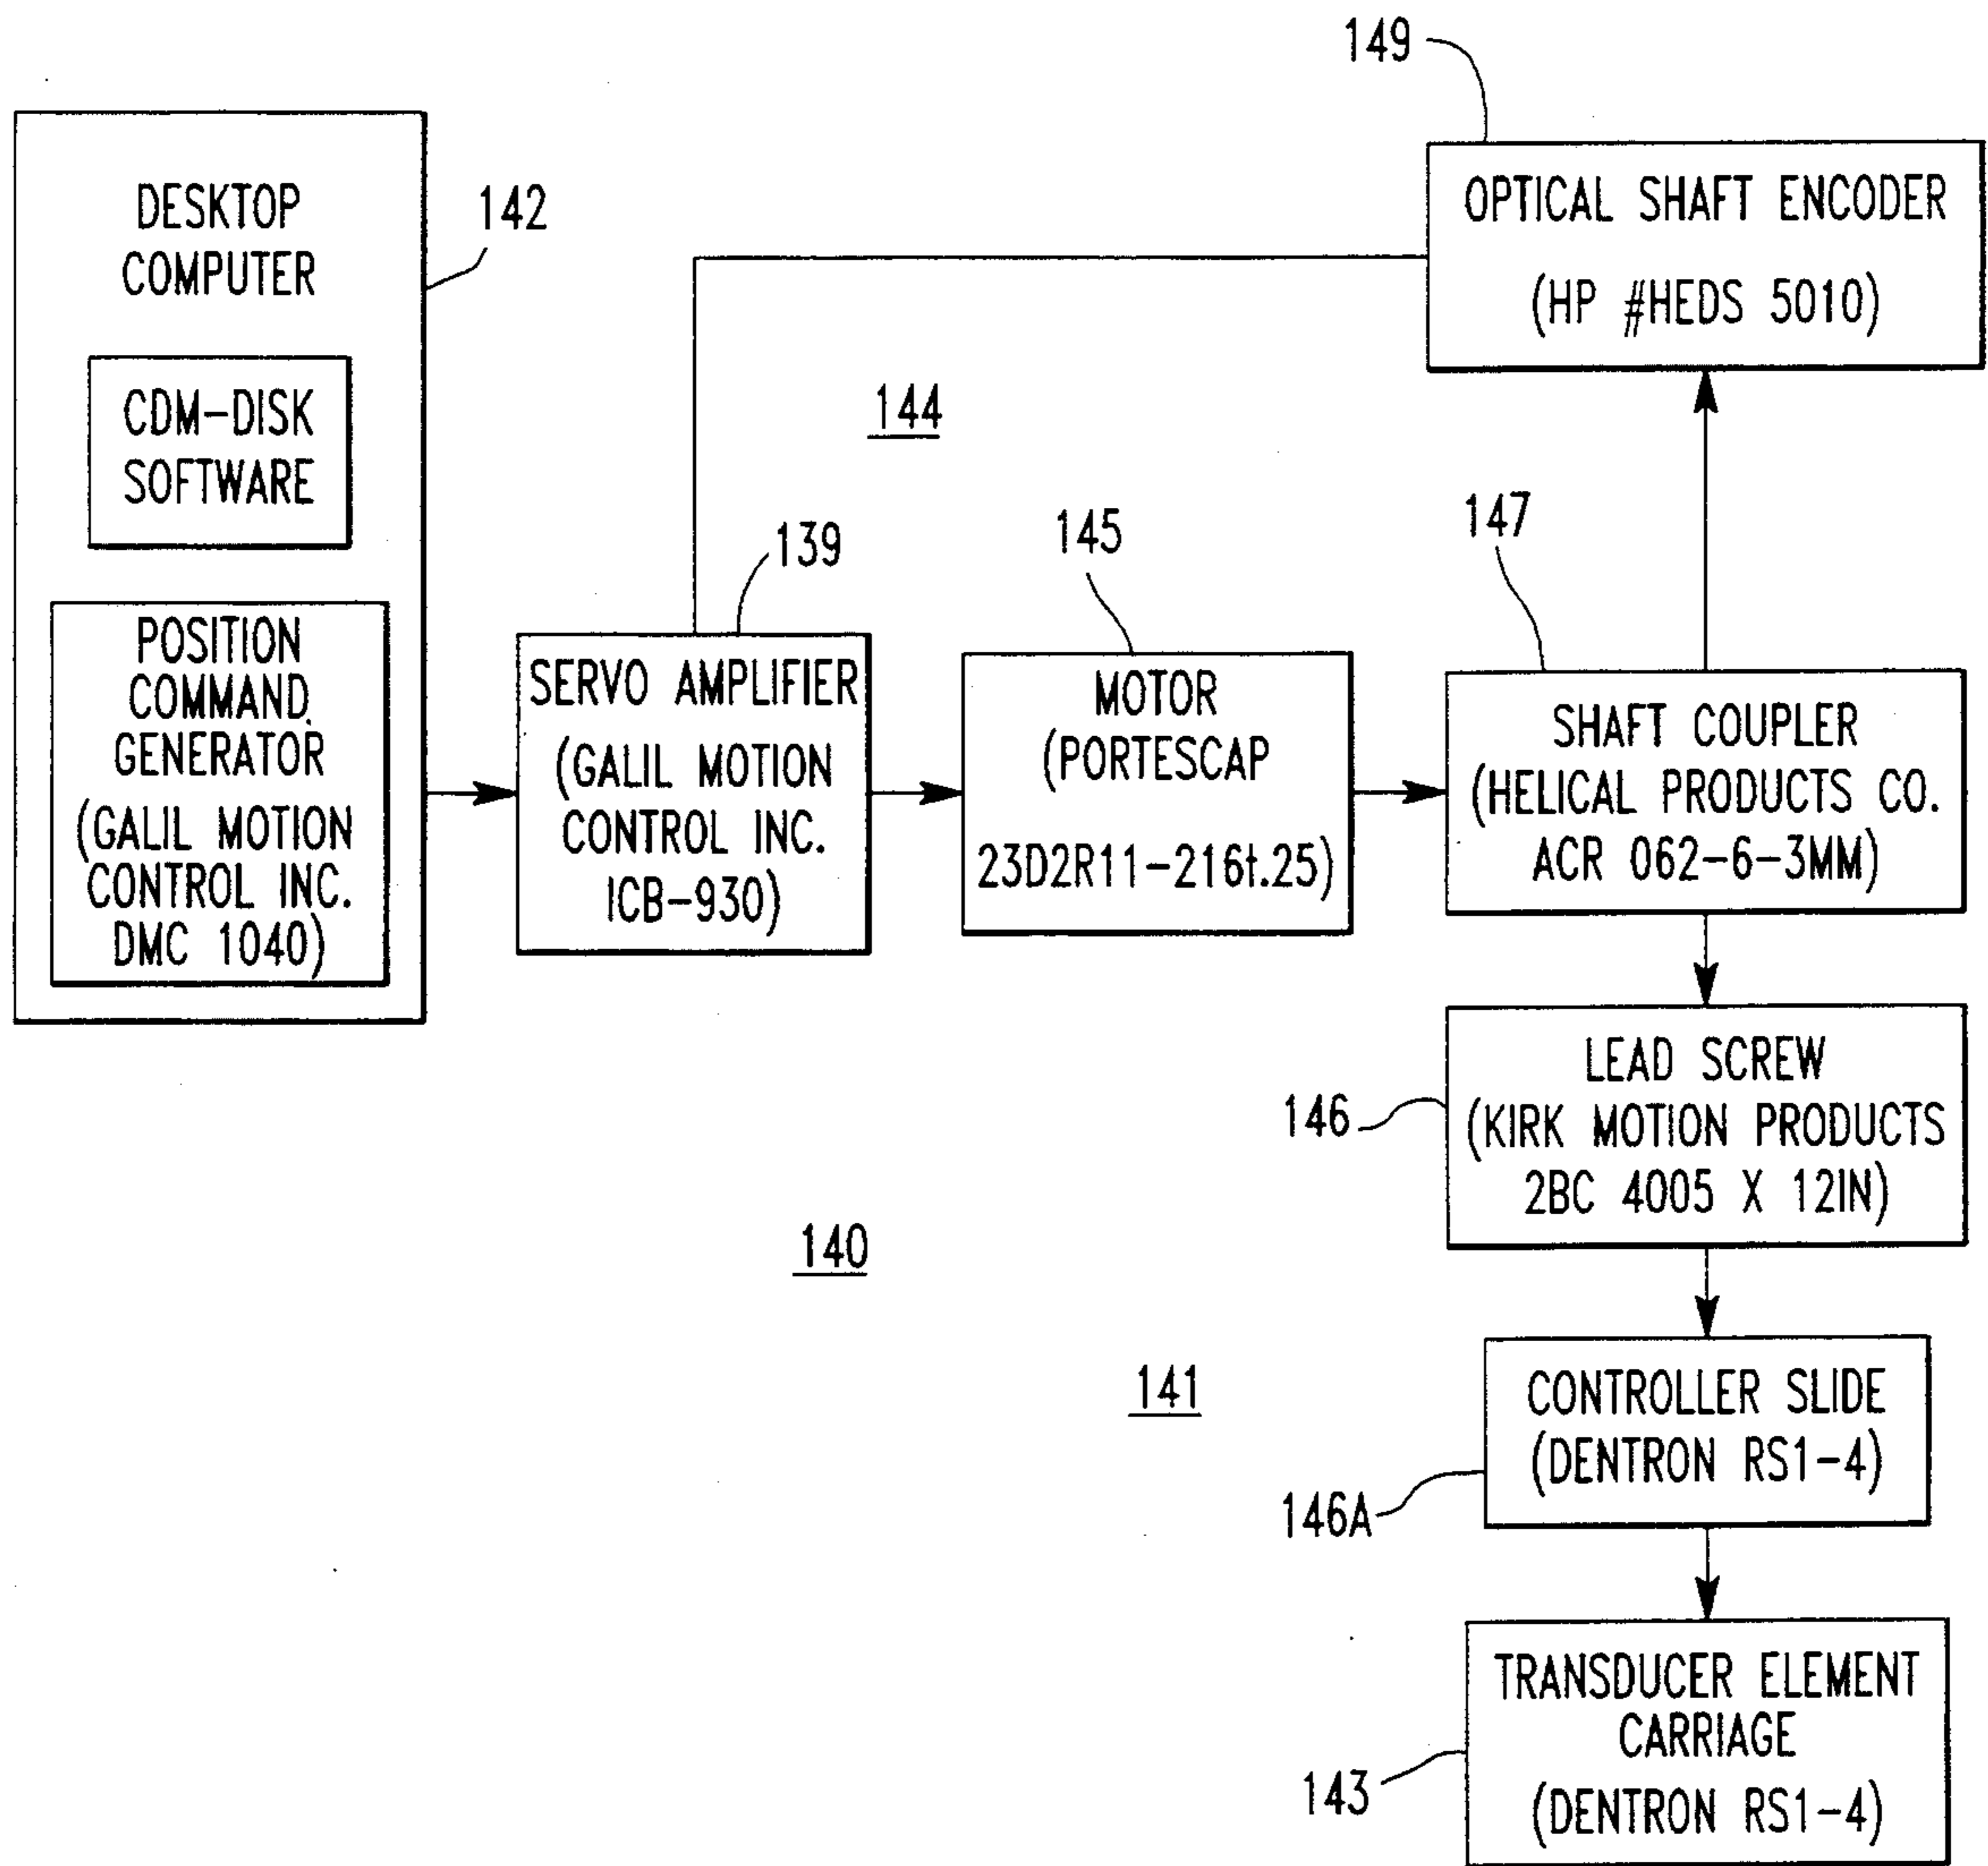 149
OPTICAL SHAFT ENCODER
(HP #HEDS 5010)
DESKTOP
COMPUTER
142
CDM-DISK
SOFTWARE
POSITION
COMMAND
GENERATOR
(GALIL MOTION
CONTROL INC.
DMC 1040)
144
139
SERVO AMPLIFIER
(GALIL MOTION
CONTROL INC.
ICB-930)
145
MOTOR
(PORTESCAP
23D2R11-216t.25)
147
SHAFT COUPLER
(HELICAL PRODUCTS CO.
ACR 062-6-3MM)
146
LEAD SCREW
(KIRK MOTION PRODUCTS
2BC 4005 X 12IN)
140
141
CONTROLLER SLIDE
(DENTRON RS1-4)
146A
TRANSDUCER ELEMENT
CARRIAGE
(DENTRON RS1-4)
143